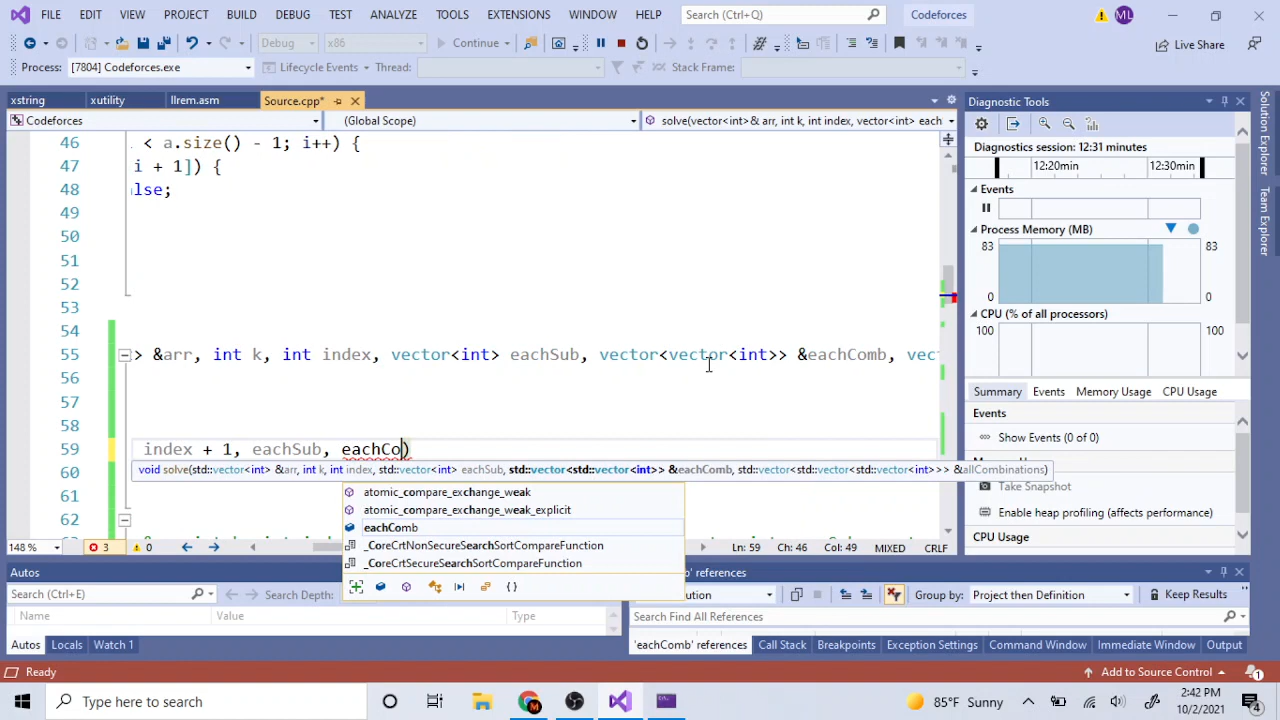 FILE EDIT VIEW PROJECT BUILD DEBUG TEST ANALYZE TOOLS EXTENSIONS WINDOW HELP Search (Ctrl+Q) Codeforces ML
Debug x86 Continue Live Share
Process: [7804] Codeforces.exe Lifecycle Events Thread: Stack Frame:
xstring xutility llrem.asm Source.cpp*
Diagnostic Tools
Codeforces (Global Scope) solve(vector<int>& arr, int k, int index, vector<int> each
46 < a.size() - 1; i++) {
47 i + 1]) {
48 lse;
49
50
51
52
53
54
55 > &arr, int k, int index, vector<int> eachSub, vector<vector<int>> &eachComb, vect
56
57
58
59 index + 1, eachSub, eachCo)
void solve(std::vector<int> &arr, int k, int index, std::vector<int> eachSub, std::vector<std::vector<int>> &eachComb, std::vector<std::vector<std::vector<int>>> &allCombinations)
60
61
62
atomic_compare_exchange_weak
atomic_compare_exchange_weak_explicit
eachComb
_CoreCrtNonSecureSearchSortCompareFunction
_CoreCrtSecureSearchSortCompareFunction
{ }
148 % 3 0 Ln: 59 Ch: 46 Col: 49 MIXED CRLF
Diagnostics session: 12:31 minutes
12:20min 12:30min
Events
Process Memory (MB)
83 83
0 0
CPU (% of all processors)
100 100
Summary Events Memory Usage CPU Usage
Events
Show Events (0 of 0)
Take Snapshot
Enable heap profiling (affects performance)
CPU Usage
Solution Explorer
Team Explorer
Autos
Search (Ctrl+E) Search Depth:
Name Value Type
Autos Locals Watch 1
references
Group by: Project then Definition Keep Results
Search Find All References
'eachComb' references Call Stack Breakpoints Exception Settings Command Window Immediate Window Output
Ready Add to Source Control 1
Type here to search 85°F Sunny 2:42 PM
10/2/2021 4